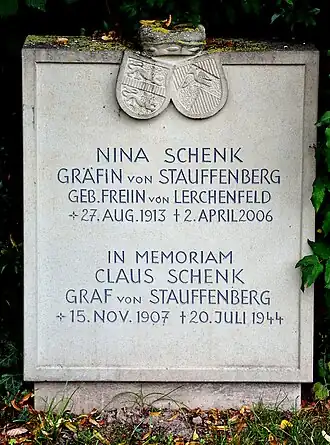 NINA SCHENK
GRÄFIN VON STAUFFENBERG
GEB. FREIIN VON LERCHENFELD
+ 27. AUG. 1913 † 2. APRIL 2006
IN MEMORIAM
CLAUS SCHENK
GRAF VON STAUFFENBERG
+ 15. NOV. 1907 † 20. JULI 1944